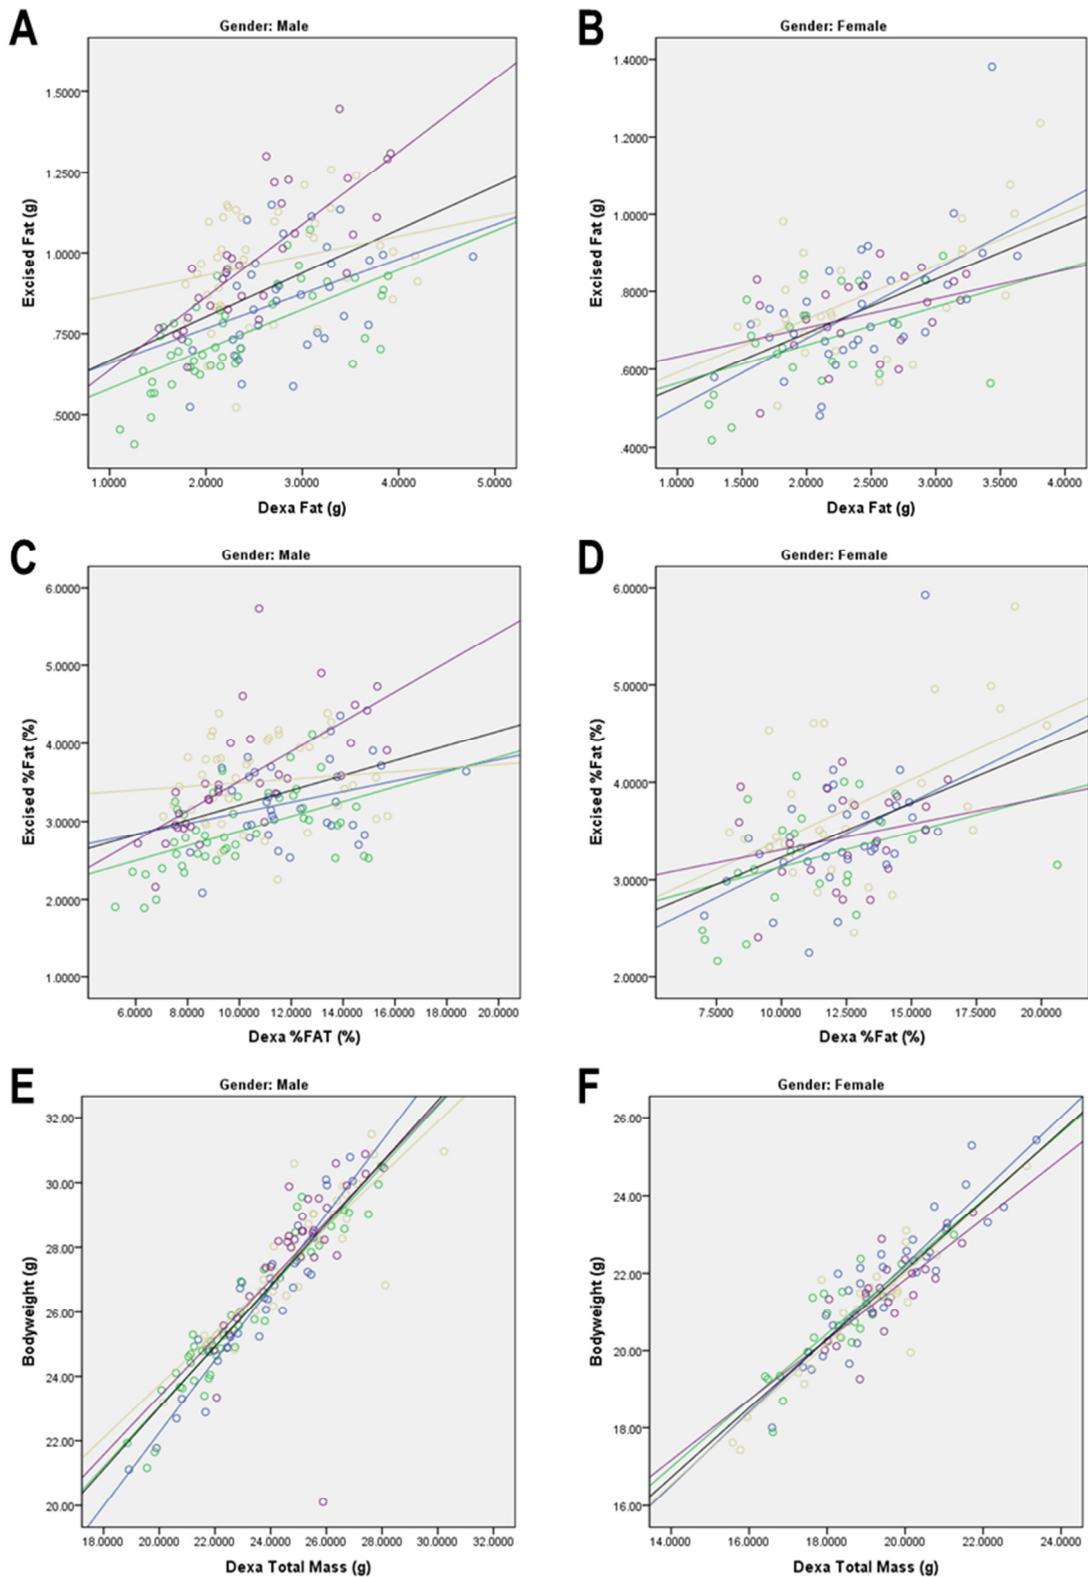 A
Gender: Male
1.5000
1.2500
1.0000
.7500
.5000
Excised Fat (g)
1.0000 2.0000 3.0000 4.0000 5.0000
Dexa Fat (g)
B
Gender: Female
1.4000
1.2000
1.0000
.8000
.6000
.4000
Excised Fat (g)
1.0000 1.5000 2.0000 2.5000 3.0000 3.5000 4.0000
Dexa Fat (g)
C
Gender: Male
6.0000
5.0000
4.0000
3.0000
2.0000
1.0000
Excised %Fat (%)
6.0000 8.0000 10.0000 12.0000 14.0000 16.0000 18.0000 20.0000
Dexa %FAT (%)
D
Gender: Female
6.0000
5.0000
4.0000
3.0000
2.0000
Excised %Fat (%)
7.5000 10.0000 12.5000 15.0000 17.5000 20.0000
Dexa %Fat (%)
E
Gender: Male
32.00
30.00
28.00
26.00
24.00
22.00
20.00
Bodyweight (g)
18.0000 20.0000 22.0000 24.0000 26.0000 28.0000 30.0000 32.0000
Dexa Total Mass (g)
F
Gender: Female
26.00
24.00
22.00
20.00
18.00
16.00
Bodyweight (g)
14.0000 16.0000 18.0000 20.0000 22.0000 24.0000
Dexa Total Mass (g)